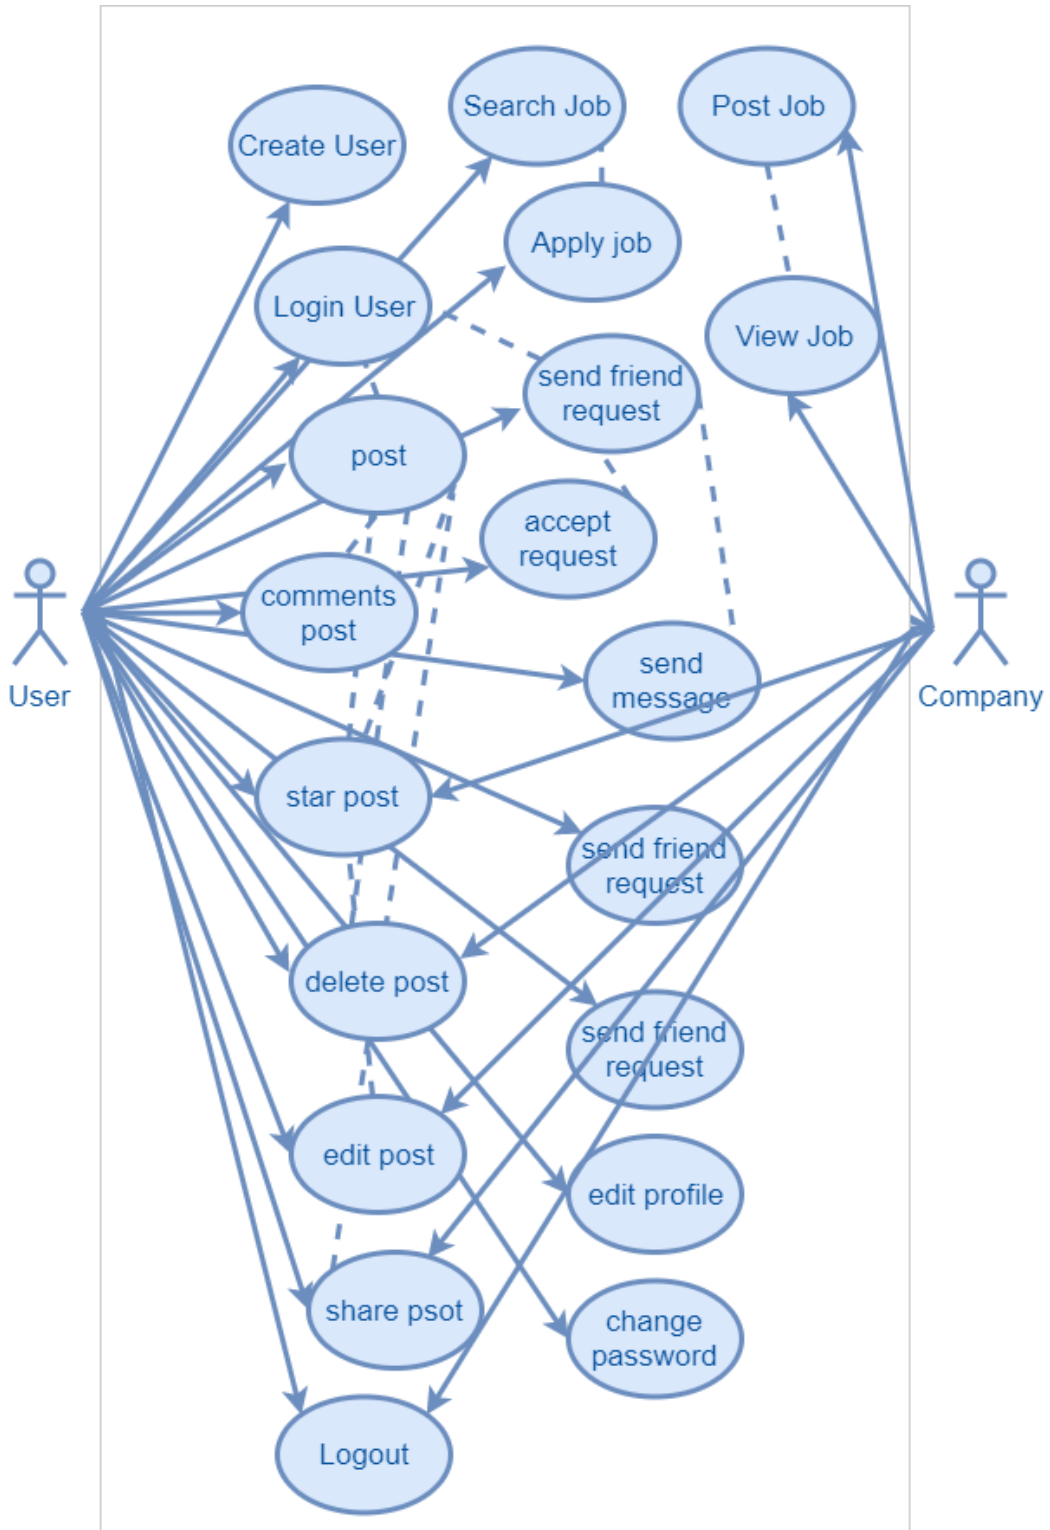 Search Job
Post Job
Create User
Apply job
Login User
View Job
send friend
request
post
accept
request
comments
post
send
message
User
Company
star post
send friend
request
delete post
send friend
request
edit post
edit profile
share psot
change
password
Logout